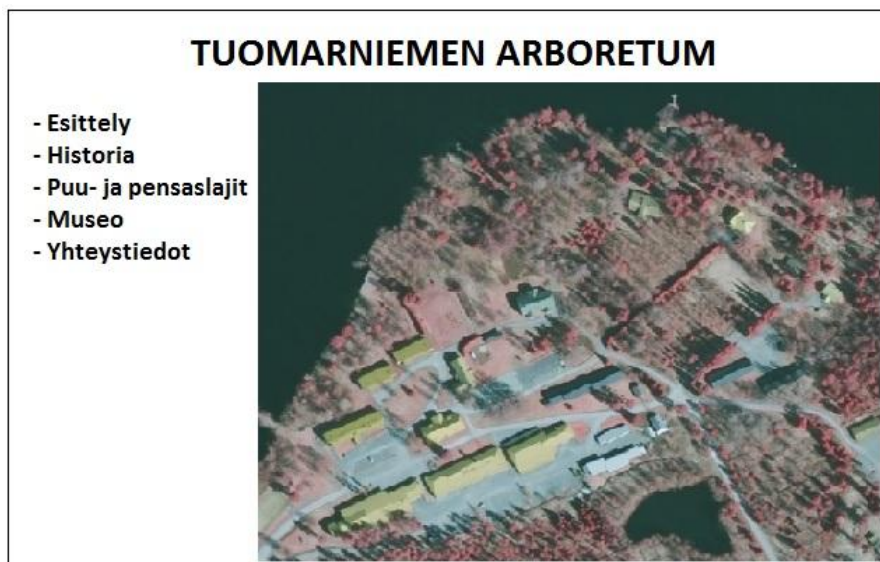 TUOMARNIEMEN ARBORETUM
- Esittely
- Historia
- Puu- ja pensaslajit
- Museo
- Yhteystiedot